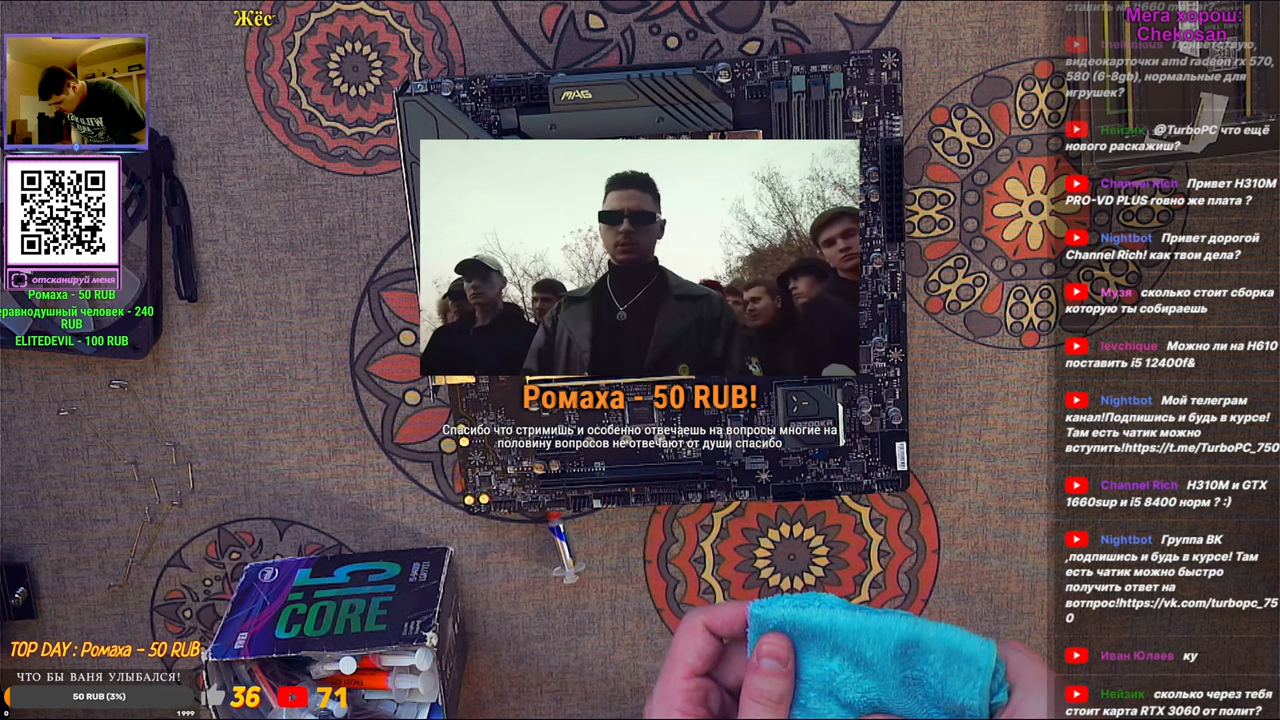 Жёс
Мега хорош:
Chekosan
thelubious Приветствую,
видеокарточки amd radeon rx 570,
580 (6-8gb), нормальные для
игрушек?
Нейзик @TurboPC что ещё
нового раскажиш?
Channel Rich Привет H310M
PRO-VD PLUS говно же плата ?
Nightbot Привет дорогой
Channel Rich! как твои дела?
Музя сколько стоит сборка
которую ты собираешь
levchique Можно ли на H610
поставить i5 12400f&
Nightbot Мой телеграм
канал!Подпишись и будь в курсе!
Там есть чатик можно
вступить!https://t.me/TurboPC_750
Channel Rich H310M и GTX
1660sup и i5 8400 норм ? :)
Nightbot Группа ВК
,подпишись и будь в курсе! Там
есть чатик можно быстро
получить ответ на
вотпрос!https://vk.com/turbopc_75
0
Иван Юлаев ку
Нейзик сколько через тебя
стоит карта RTX 3060 от полит?
MAG
отсканируй меня
Ромаха - 50 RUB
еравнодушный человек - 240
RUB
ELITEDEVIL - 100 RUB
Ромаха - 50 RUB!
Спасибо что стримишь и особенно отвечаешь на вопросы многие на
половину вопросов не отвечают от души спасибо
BAZOOKA
i5
CORE
TOP DAY : Ромаха - 50 RUB
ЧТО БЫ ВАНЯ УЛЫБАЛСЯ!
50 RUB (3%)
0 1999
36 71